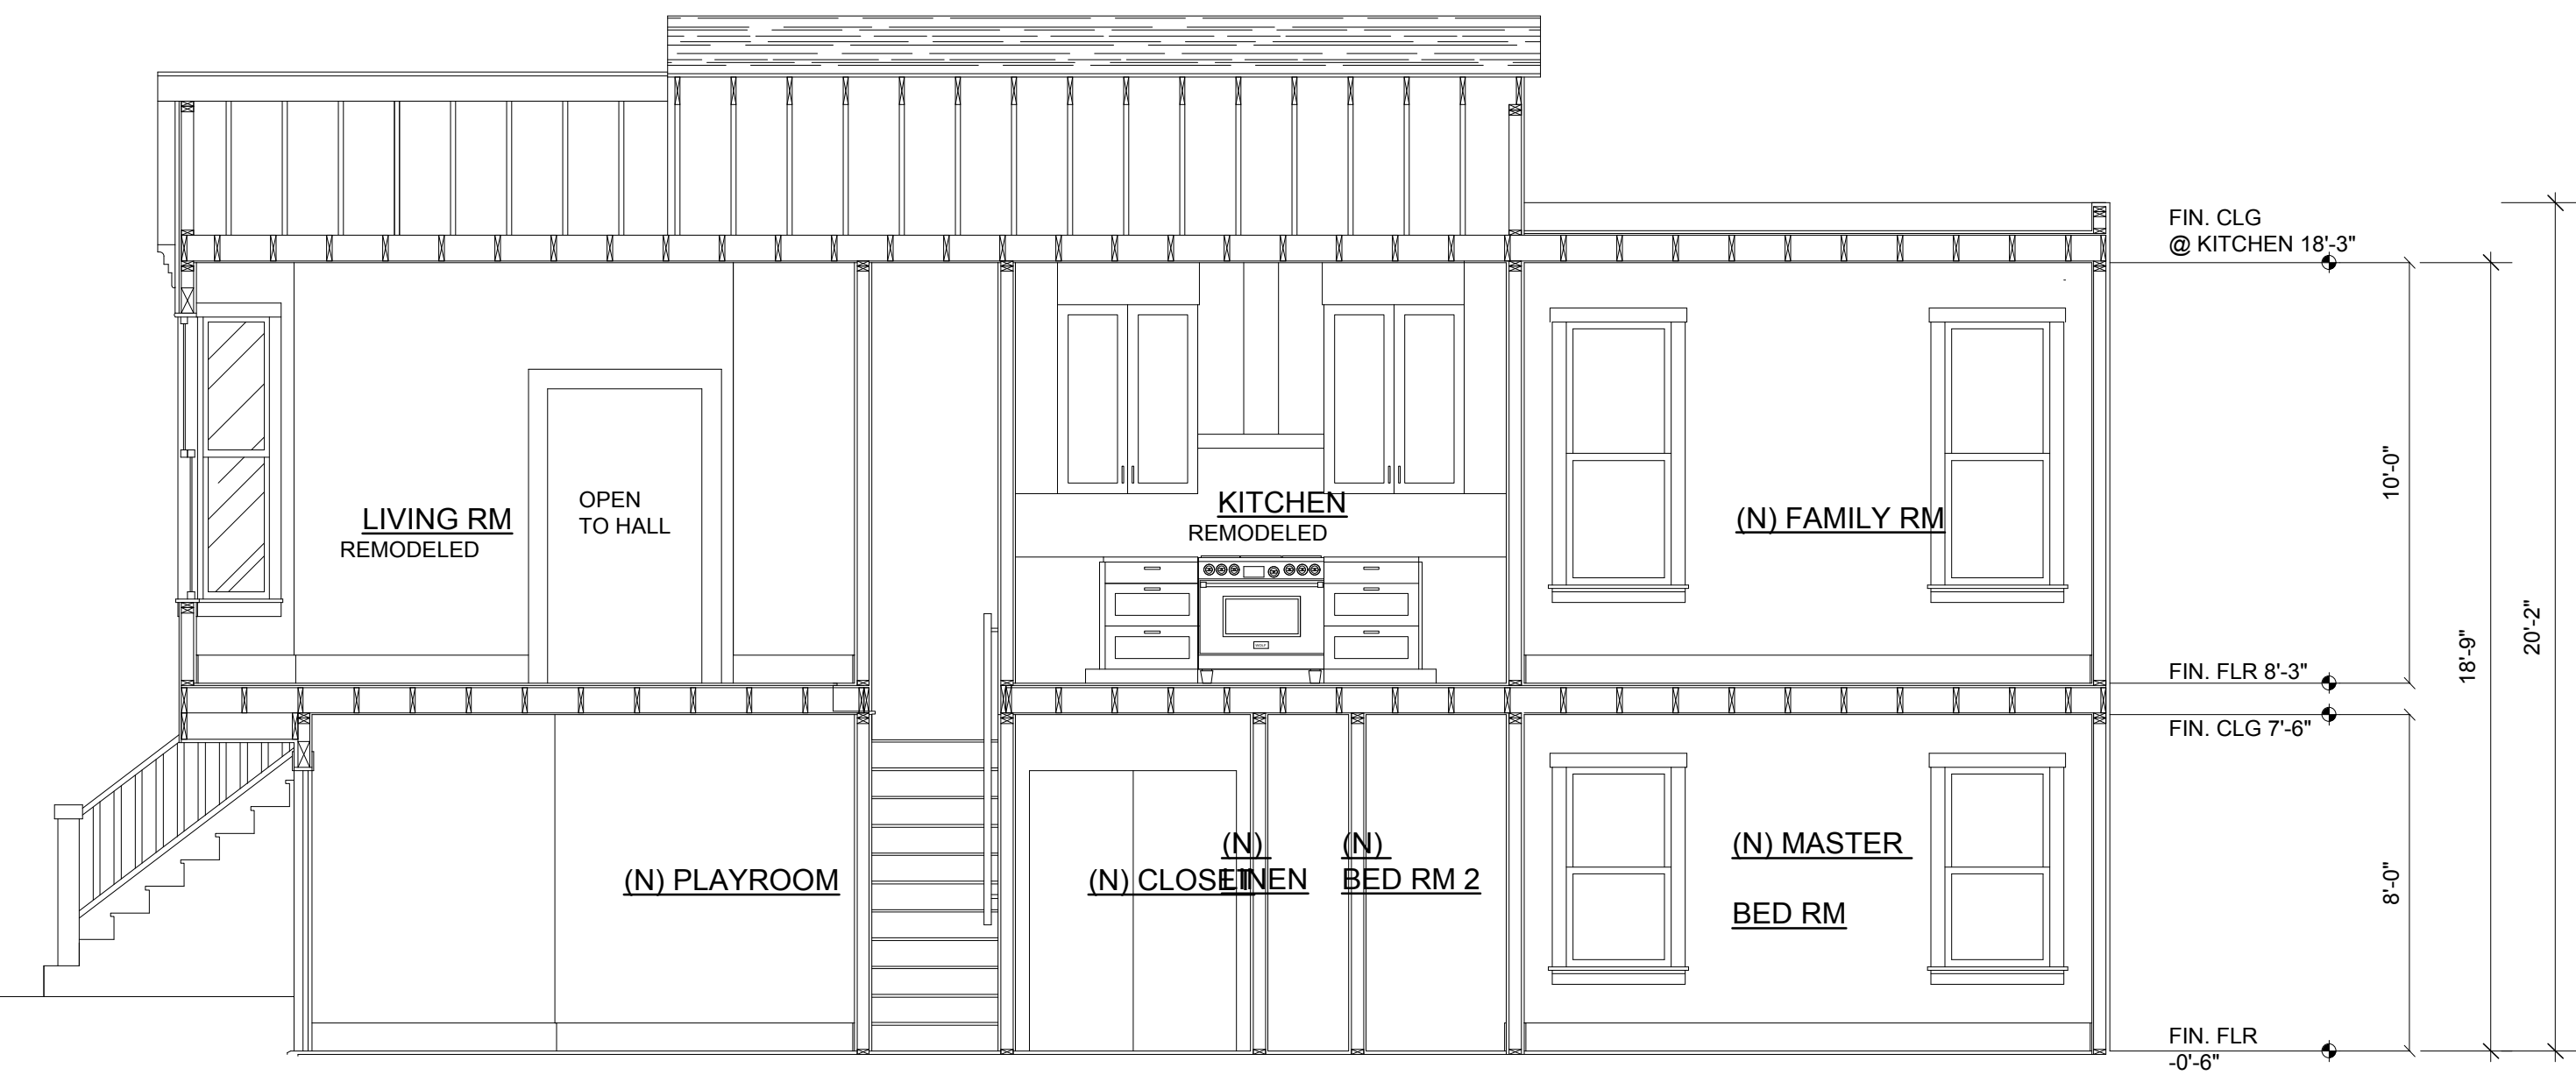 FIN. CLG
@ KITCHEN 18'-3"
LIVING RM
REMODELED
OPEN
TO HALL
KITCHEN
REMODELED
(N) FAMILY RM
10'-0"
18'-9"
20'-2"
FIN. FLR 8'-3"
FIN. CLG 7'-6"
(N) PLAYROOM
(N) CLOSET
(N)
LINEN
(N)
BED RM 2
(N) MASTER
BED RM
8'-0"
FIN. FLR
-0'-6"
WOLF